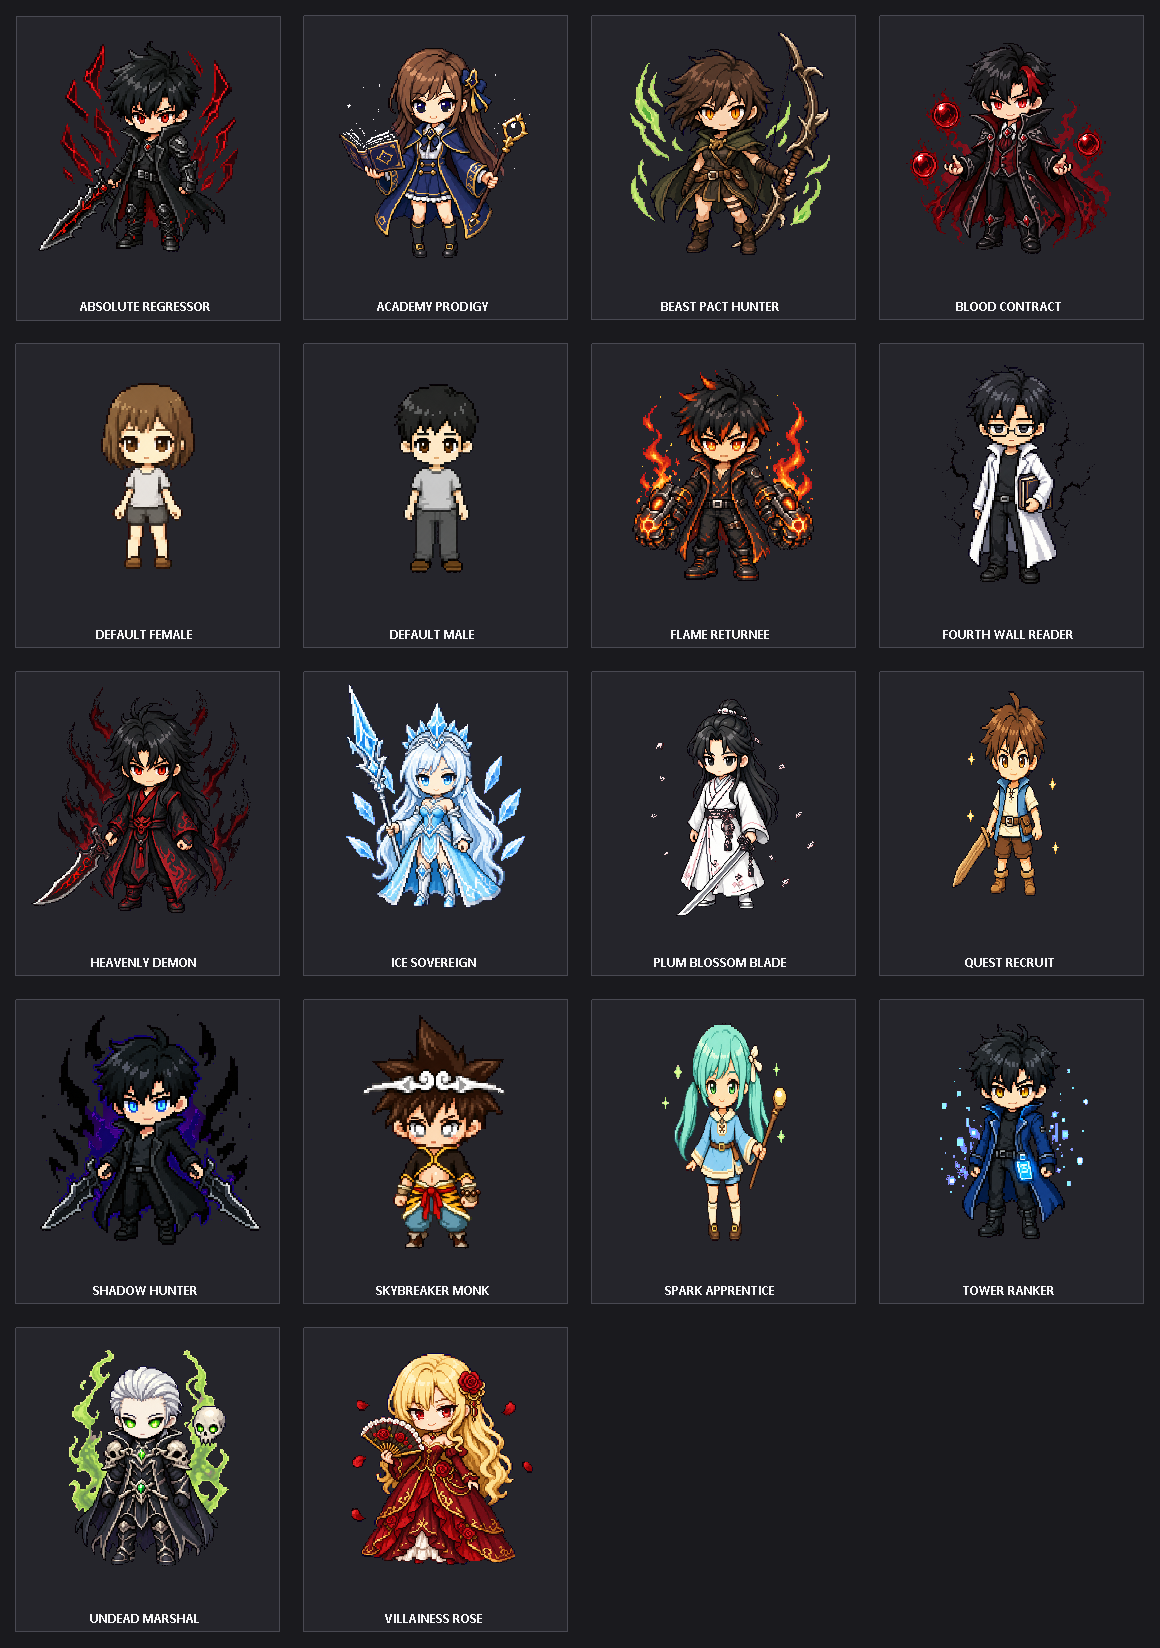 ABSOLUTE REGRESSOR
ACADEMY PRODIGY
BEAST PACT HUNTER
BLOOD CONTRACT
DEFAULT FEMALE
DEFAULT MALE
FLAME RETURNEE
FOURTH WALL READER
HEAVENLY DEMON
ICE SOVEREIGN
PLUM BLOSSOM BLADE
QUEST RECRUIT
SHADOW HUNTER
SKYBREAKER MONK
SPARK APPRENTICE
TOWER RANKER
UNDEAD MARSHAL
VILLAINESS ROSE